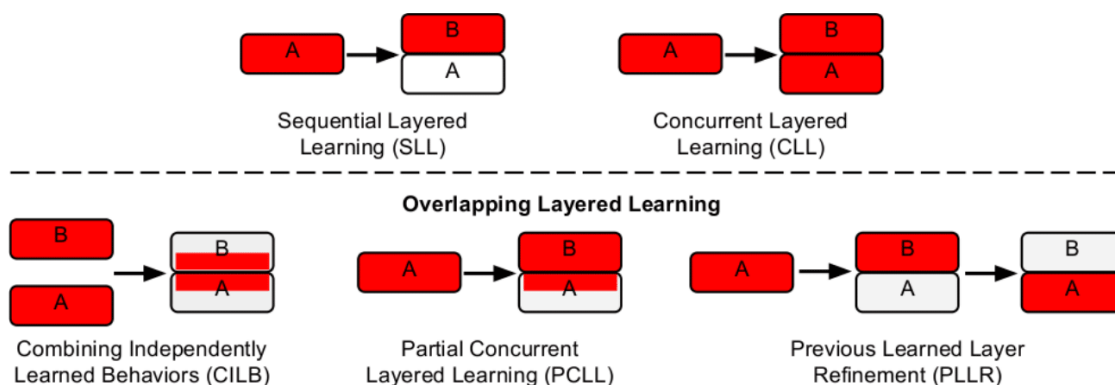 A
B
A
Sequential Layered
Learning (SLL)
A
B
A
Concurrent Layered
Learning (CLL)
Overlapping Layered Learning
B
A
B
A
Combining Independently
Learned Behaviors (CILB)
A
B
A
Partial Concurrent
Layered Learning (PCLL)
A
B
A
B
A
Previous Learned Layer
Refinement (PLLR)